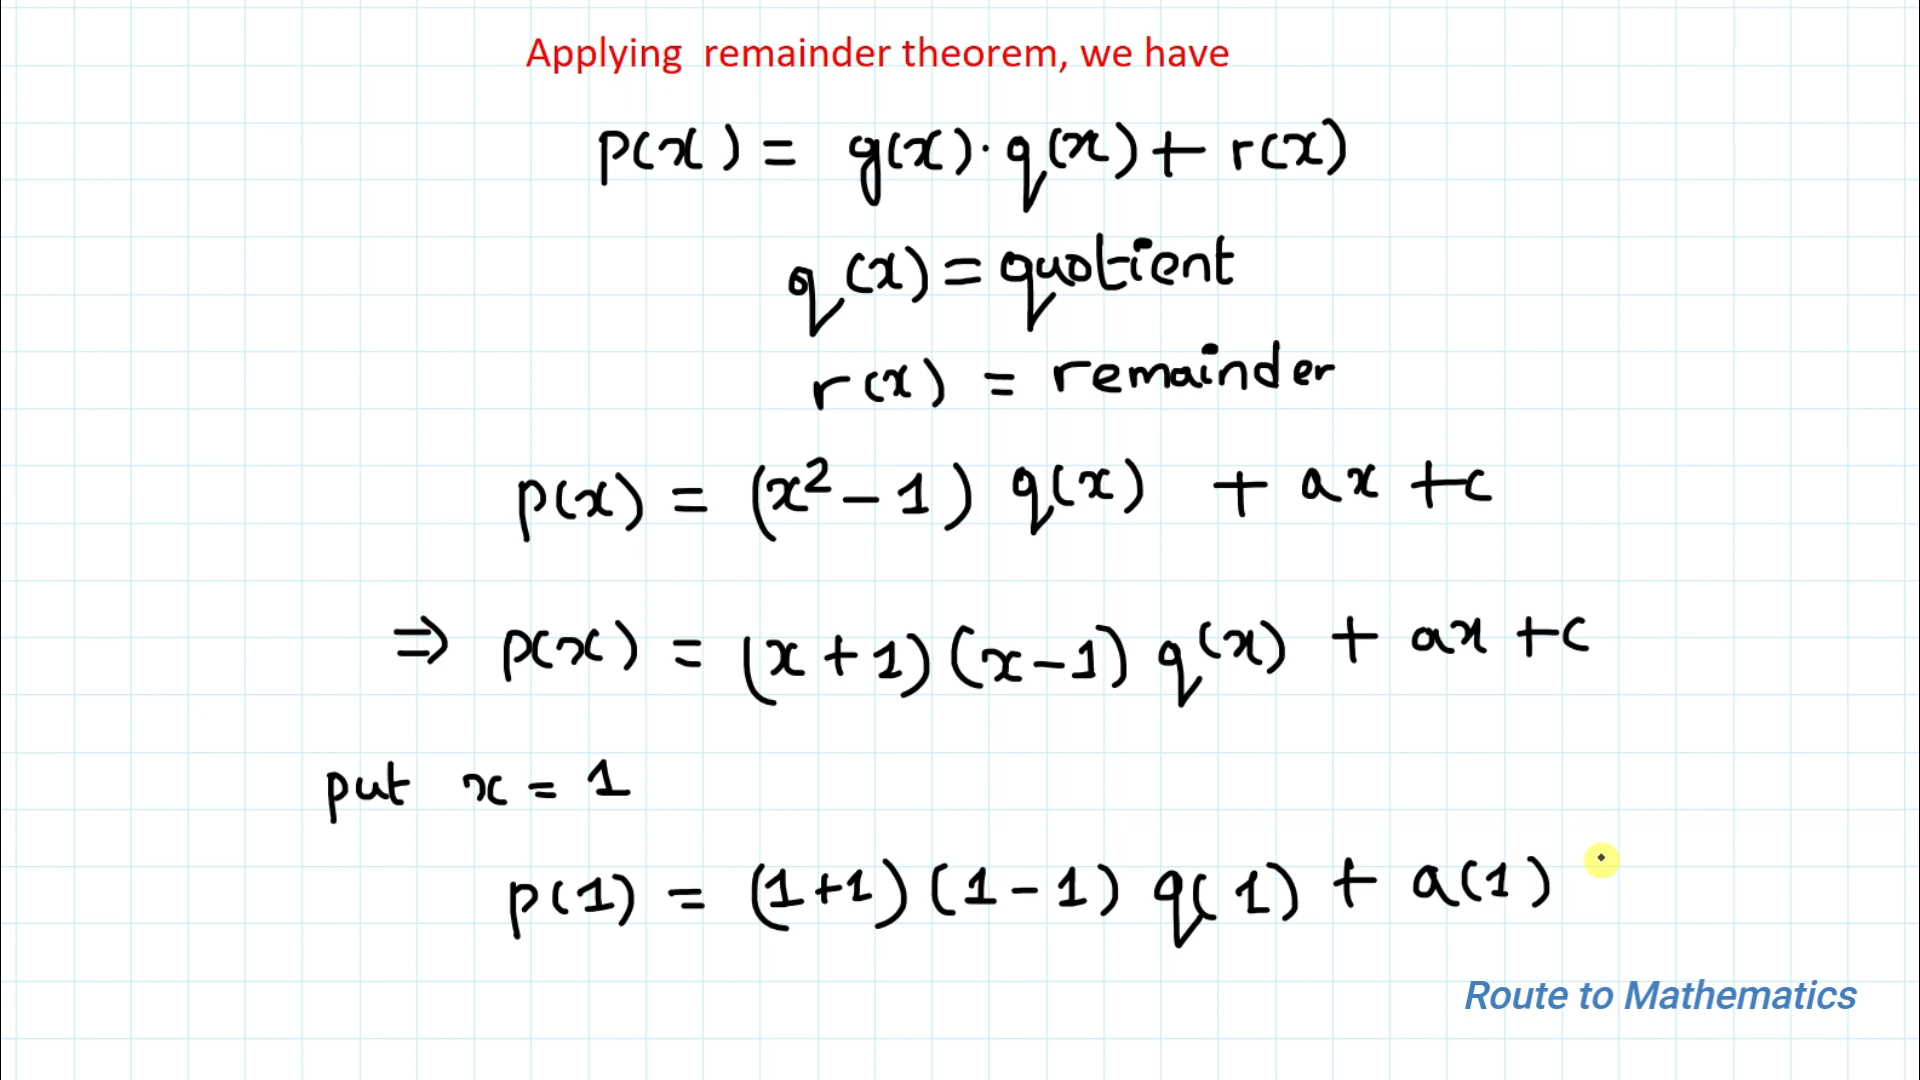 Applying remainder theorem, we have
p(x) = g(x)·q(x) + r(x)
q(x) = quotient
r(x) = remainder
p(x) = (x² - 1) q(x) + ax + c
⇒ p(x) = (x + 1) (x - 1) q(x) + ax + c
put x = 1
p(1) = (1+1) (1 - 1) q(1) + a(1)
Route to Mathematics